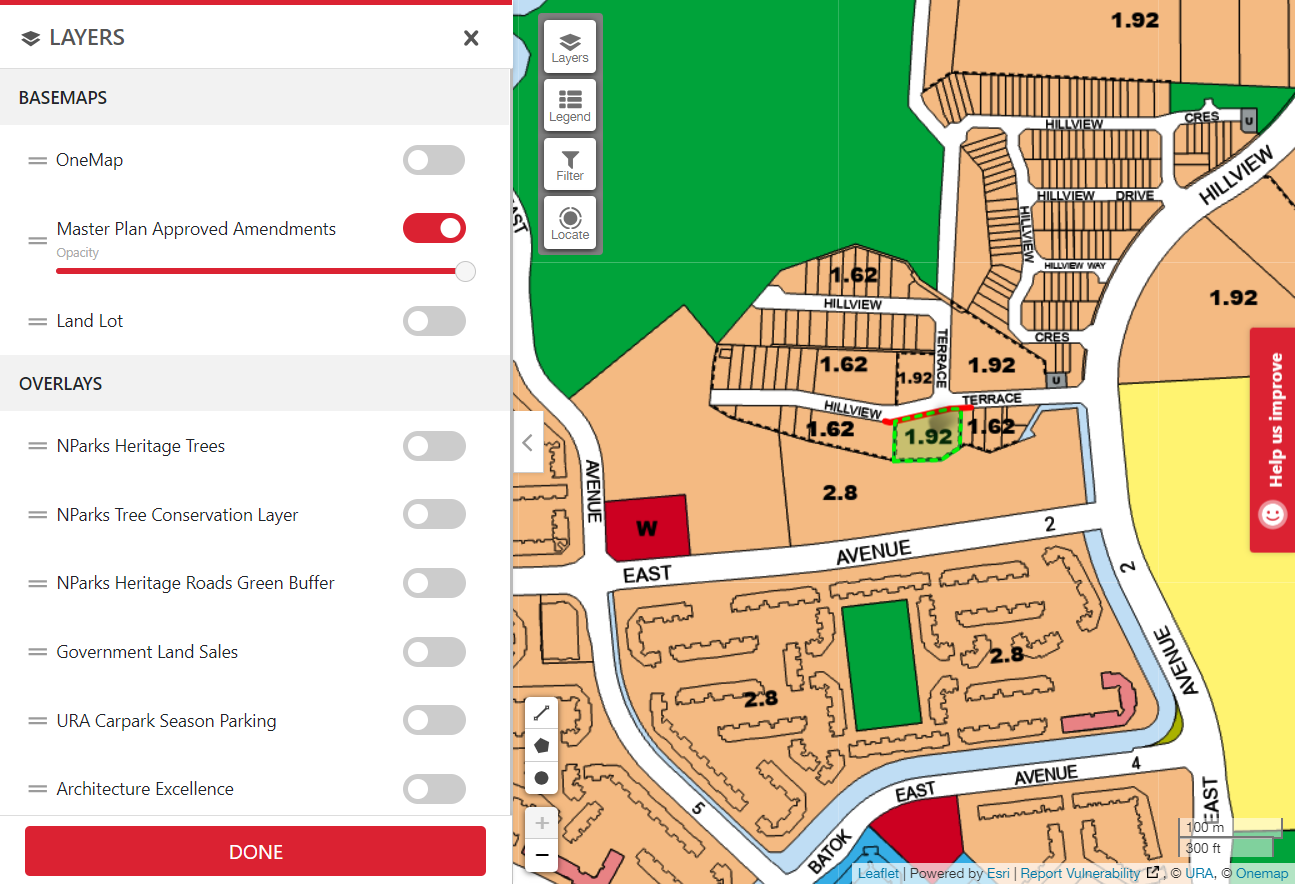 LAYERS
BASEMAPS
OneMap
Master Plan Approved Amendments
Opacity
Land Lot
OVERLAYS
NParks Heritage Trees
NParks Tree Conservation Layer
NParks Heritage Roads Green Buffer
Government Land Sales
URA Carpark Season Parking
Architecture Excellence
DONE
Layers
Legend
Filter
Locate
1.92
HILLVIEW
CRES
U
HILLVIEW
HILLVIEW DRIVE
HILLVIEW
HILLVIEW WAY
CRES
1.62
HILLVIEW
1.92
TERRACE
1.62
1.92
1.92
U
HILLVIEW
TERRACE
1.62
1.92
1.62
2.8
AVENUE
W
EAST
AVENUE
2
2
AVENUE
2.8
2.8
5
BATOK
EAST
AVENUE
4
EAST
Help us improve
+
−
100 m
300 ft
Leaflet | Powered by Esri | Report Vulnerability , © URA, © Onemap